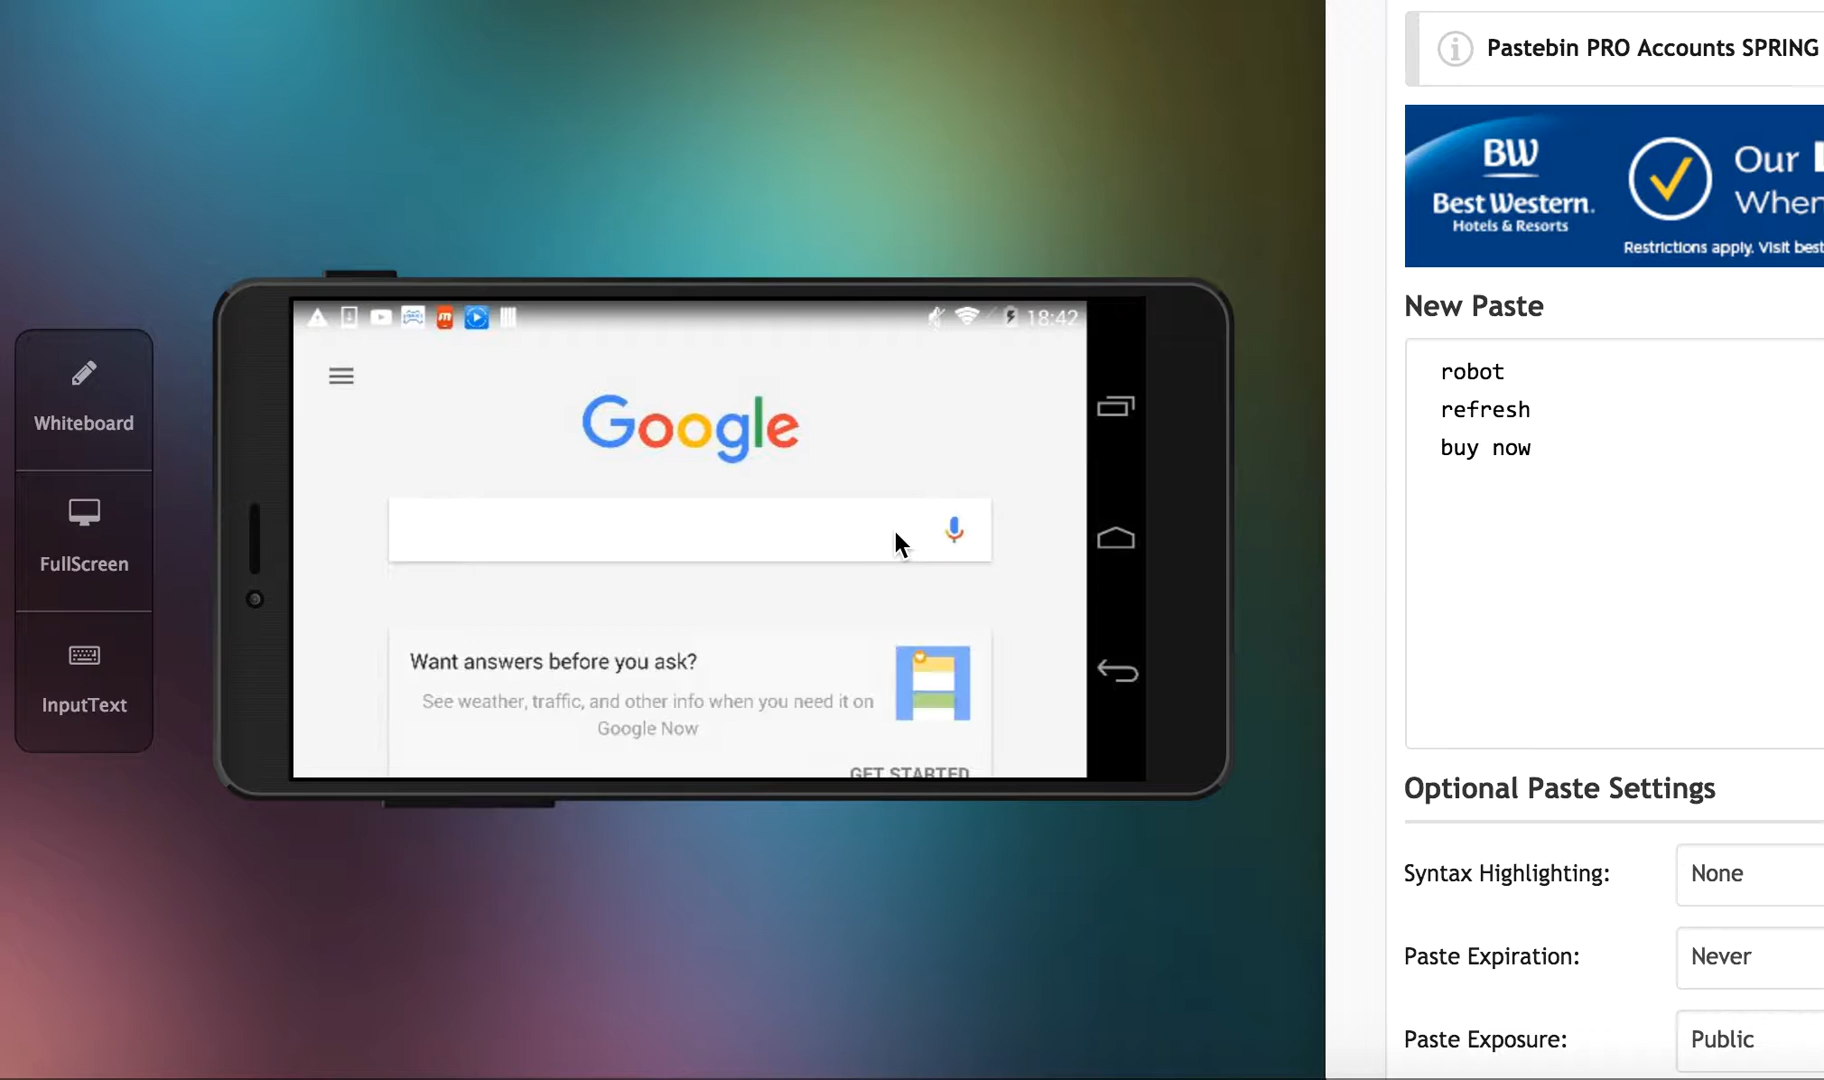 Whiteboard
FullScreen
InputText
18:42
Google
Want answers before you ask?
See weather, traffic, and other info when you need it on
Google Now
GET STARTED
Pastebin PRO Accounts SPRING
BW
Best Western.
Hotels & Resorts
Our
When
Restrictions apply. Visit best
New Paste
robot
refresh
buy now
Optional Paste Settings
Syntax Highlighting:
None
Paste Expiration:
Never
Paste Exposure:
Public